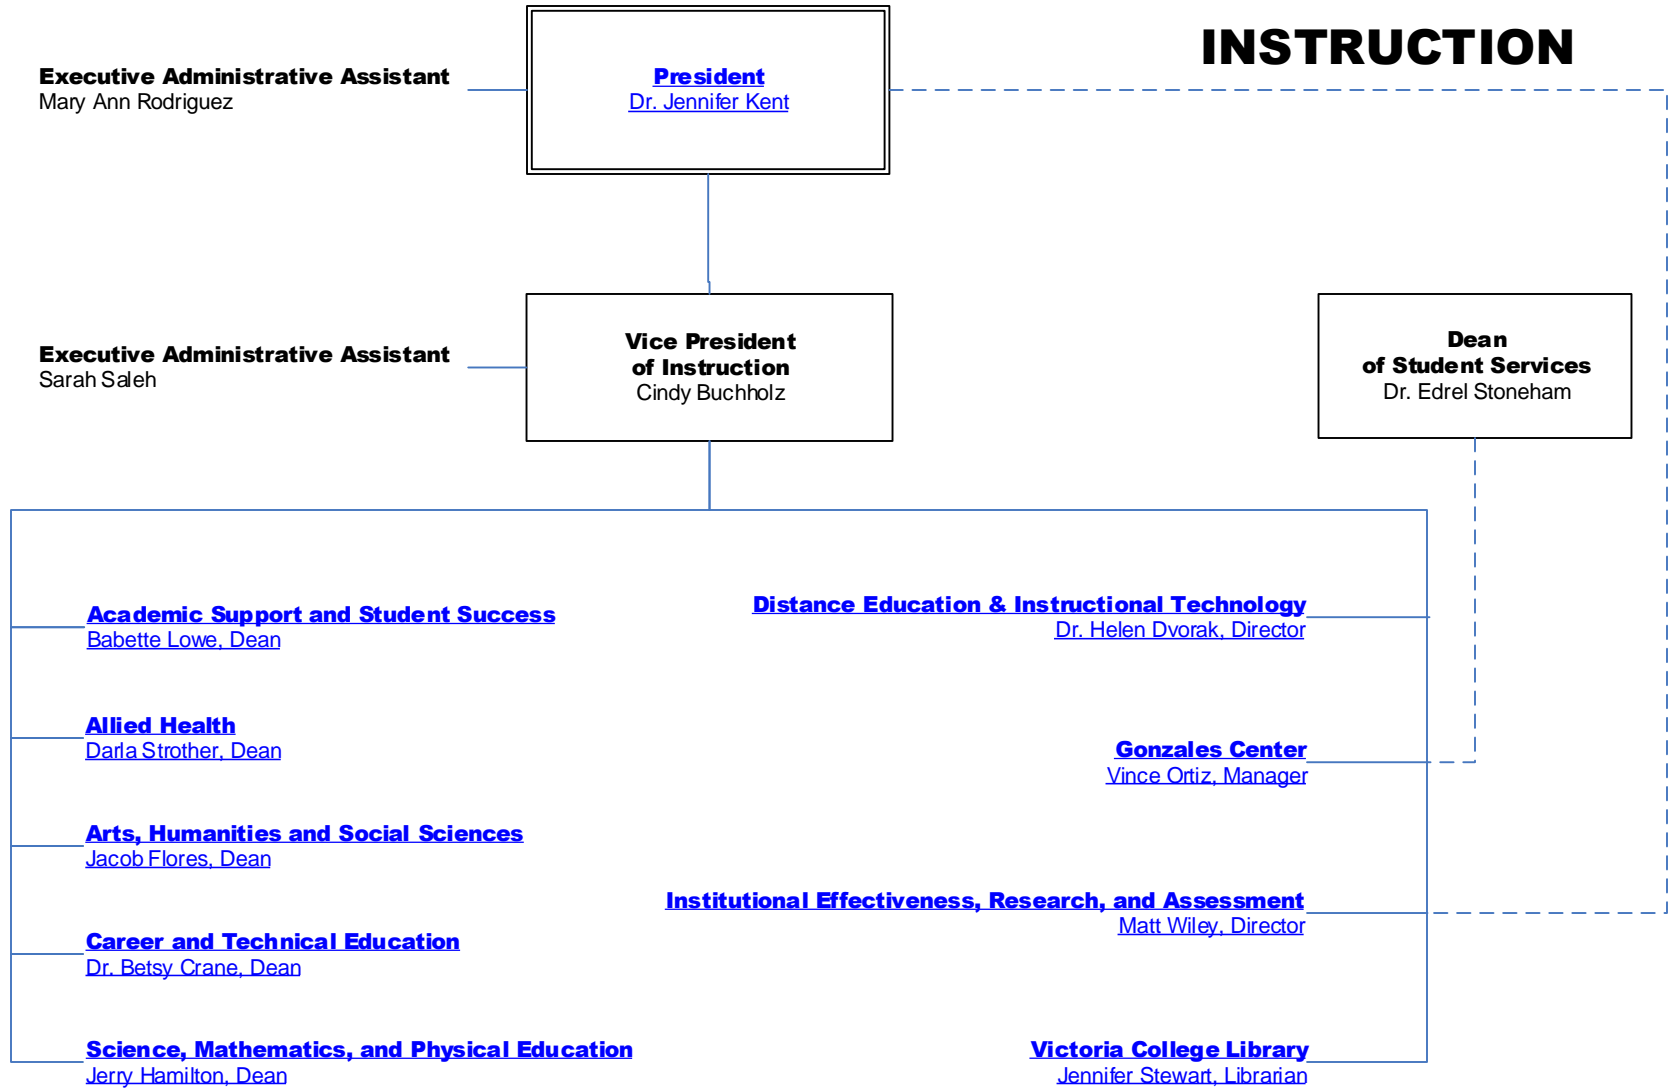 INSTRUCTION
Executive Administrative Assistant
Mary Ann Rodriguez
President
Dr. Jennifer Kent
Executive Administrative Assistant
Sarah Saleh
Vice President
of Instruction
Cindy Buchholz
Dean
of Student Services
Dr. Edrel Stoneham
Academic Support and Student Success
Babette Lowe, Dean
Allied Health
Darla Strother, Dean
Arts, Humanities and Social Sciences
Jacob Flores, Dean
Career and Technical Education
Dr. Betsy Crane, Dean
Science, Mathematics, and Physical Education
Jerry Hamilton, Dean
Distance Education & Instructional Technology
Dr. Helen Dvorak, Director
Gonzales Center
Vince Ortiz, Manager
Institutional Effectiveness, Research, and Assessment
Matt Wiley, Director
Victoria College Library
Jennifer Stewart, Librarian